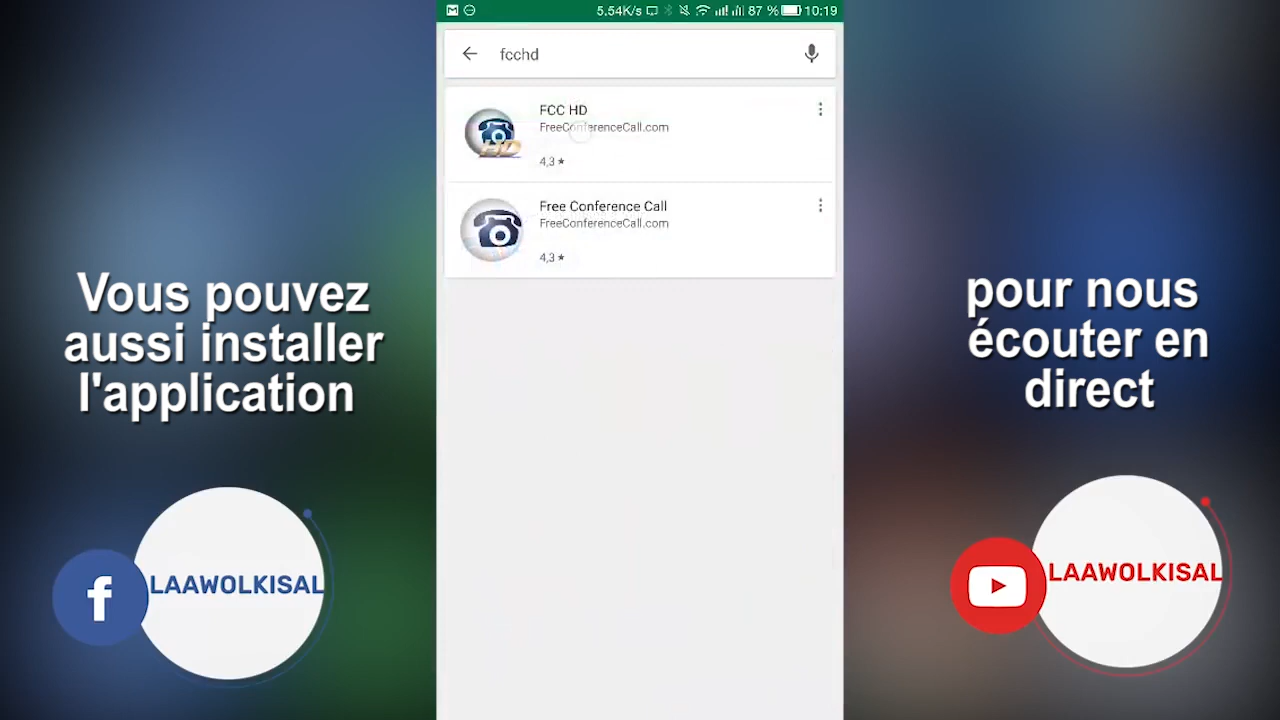 5.54K/s 87 % 10:19
fcchd
FCC HD
FreeConferenceCall.com
4,3 ★
Free Conference Call
FreeConferenceCall.com
4,3 ★
Vous pouvez
aussi installer
l'application
pour nous
écouter en
direct
f
LAAWOLKISAL
LAAWOLKISAL